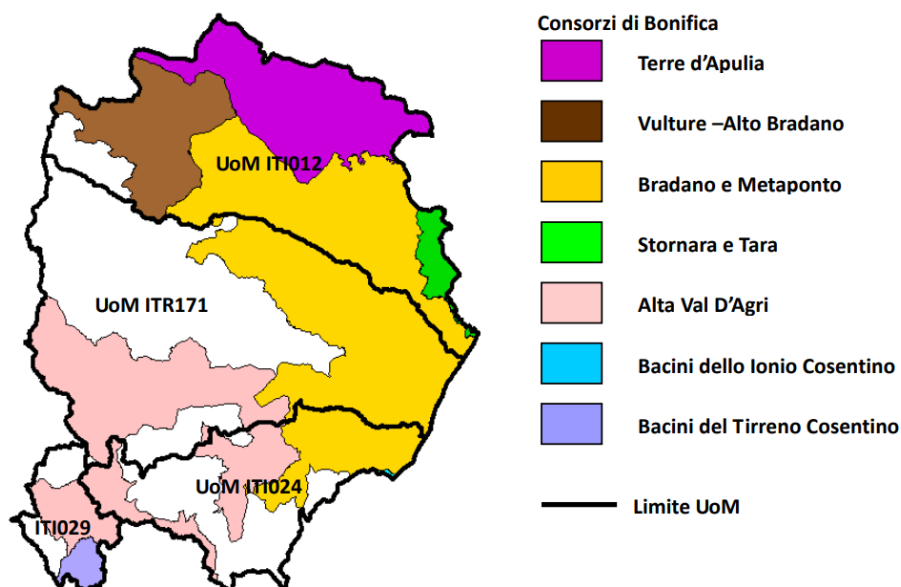 Consorzi di Bonifica
Terre d'Apulia
Vulture –Alto Bradano
Bradano e Metaponto
Stornara e Tara
Alta Val D'Agri
Bacini dello Ionio Cosentino
Bacini del Tirreno Cosentino
Limite UoM
UoM ITI012
UoM ITR171
UoM ITI024
ITI029